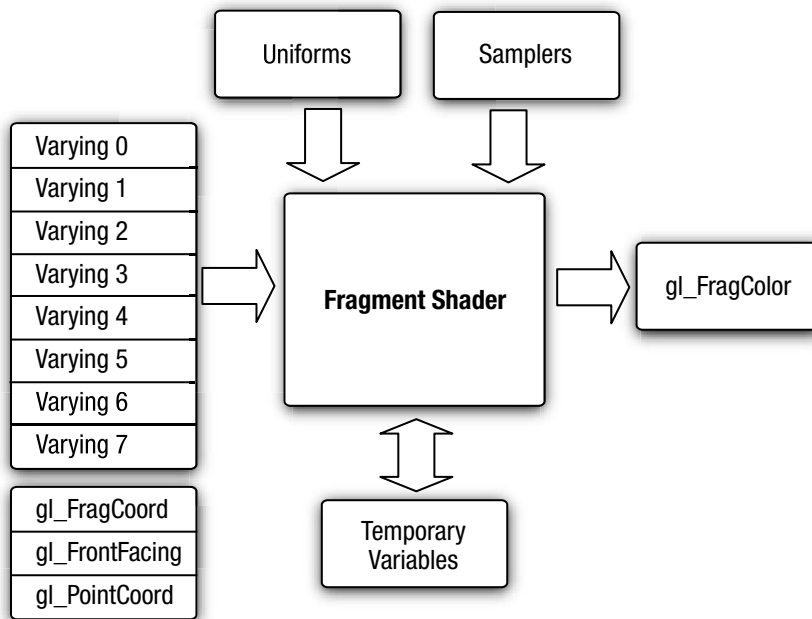 Uniforms
Samplers
Varying 0
Varying 1
Varying 2
Varying 3
Varying 4
Varying 5
Varying 6
Varying 7
Fragment Shader
gl_FragColor
gl_FragCoord
gl_FrontFacing
gl_PointCoord
Temporary
Variables